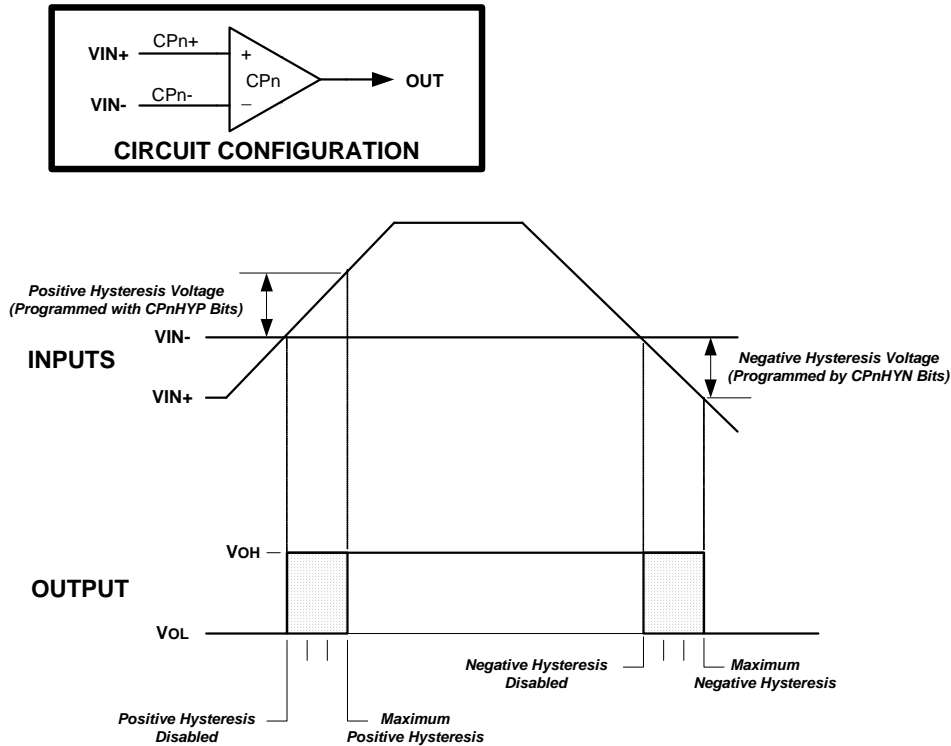 VIN+
CPn+
+
CPn
OUT
VIN-
CPn-
–
CIRCUIT CONFIGURATION
Positive Hysteresis Voltage
(Programmed with CPnHYP Bits)
VIN-
INPUTS
Negative Hysteresis Voltage
(Programmed by CPnHYN Bits)
VIN+
VOH
OUTPUT
VOL
Negative Hysteresis
Disabled
Maximum
Negative Hysteresis
Positive Hysteresis
Disabled
Maximum
Positive Hysteresis